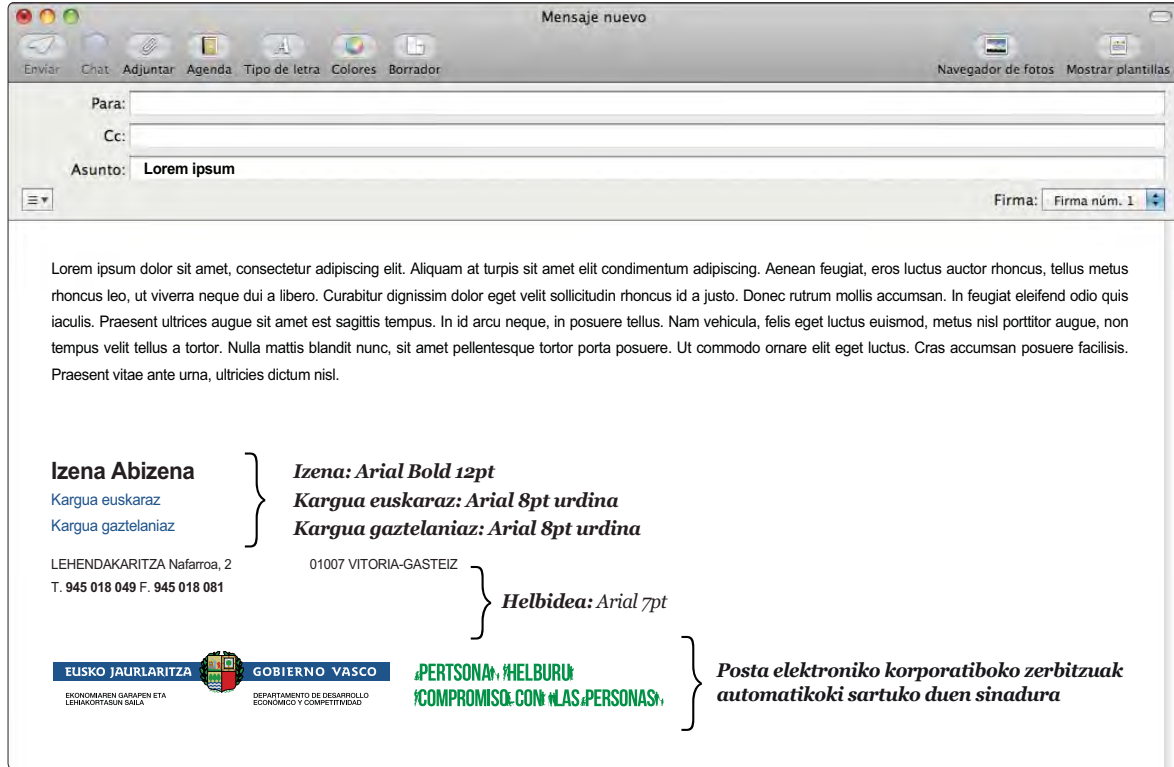 Mensaje nuevo
Enviar Chat Adjuntar Agenda Tipo de letra Colores Borrador Navegador de fotos Mostrar plantillas
Para:
Cc:
Asunto: Lorem ipsum
Firma: Firma núm. 1
Lorem ipsum dolor sit amet, consectetur adipiscing elit. Aliquam at turpis sit amet elit condimentum adipiscing. Aenean feugiat, eros luctus auctor rhoncus, tellus metus
rhoncus leo, ut viverra neque dui a libero. Curabitur dignissim dolor eget velit sollicitudin rhoncus id a justo. Donec rutrum mollis accumsan. In feugiat eleifend odio quis
iaculis. Praesent ultrices augue sit amet est sagittis tempus. In id arcu neque, in posuere tellus. Nam vehicula, felis eget luctus euismod, metus nisl porttitor augue, non
tempus velit tellus a tortor. Nulla mattis blandit nunc, sit amet pellentesque tortor porta posuere. Ut commodo ornare elit eget luctus. Cras accumsan posuere facilisis.
Praesent vitae ante urna, ultricies dictum nisl.
Izena Abizena
Kargua euskaraz
Kargua gaztelaniaz
Izena: Arial Bold 12pt
Kargua euskaraz: Arial 8pt urdina
Kargua gaztelaniaz: Arial 8pt urdina
LEHENDAKARITZA Nafarroa, 2 01007 VITORIA-GASTEIZ
T. 945 018 049 F. 945 018 081
Helbidea: Arial 7pt
EUSKO JAURLARITZA GOBIERNO VASCO
EKONOMIAREN GARAPEN ETA
LEHIAKORTASUN SAILA
DEPARTAMENTO DE DESARROLLO
ECONÓMICO Y COMPETITIVIDAD
PERTSONA HELBURU
COMPROMISO CON LAS PERSONAS
Posta elektroniko korporatiboko zerbitzuak
automatikoki sartuko duen sinadura